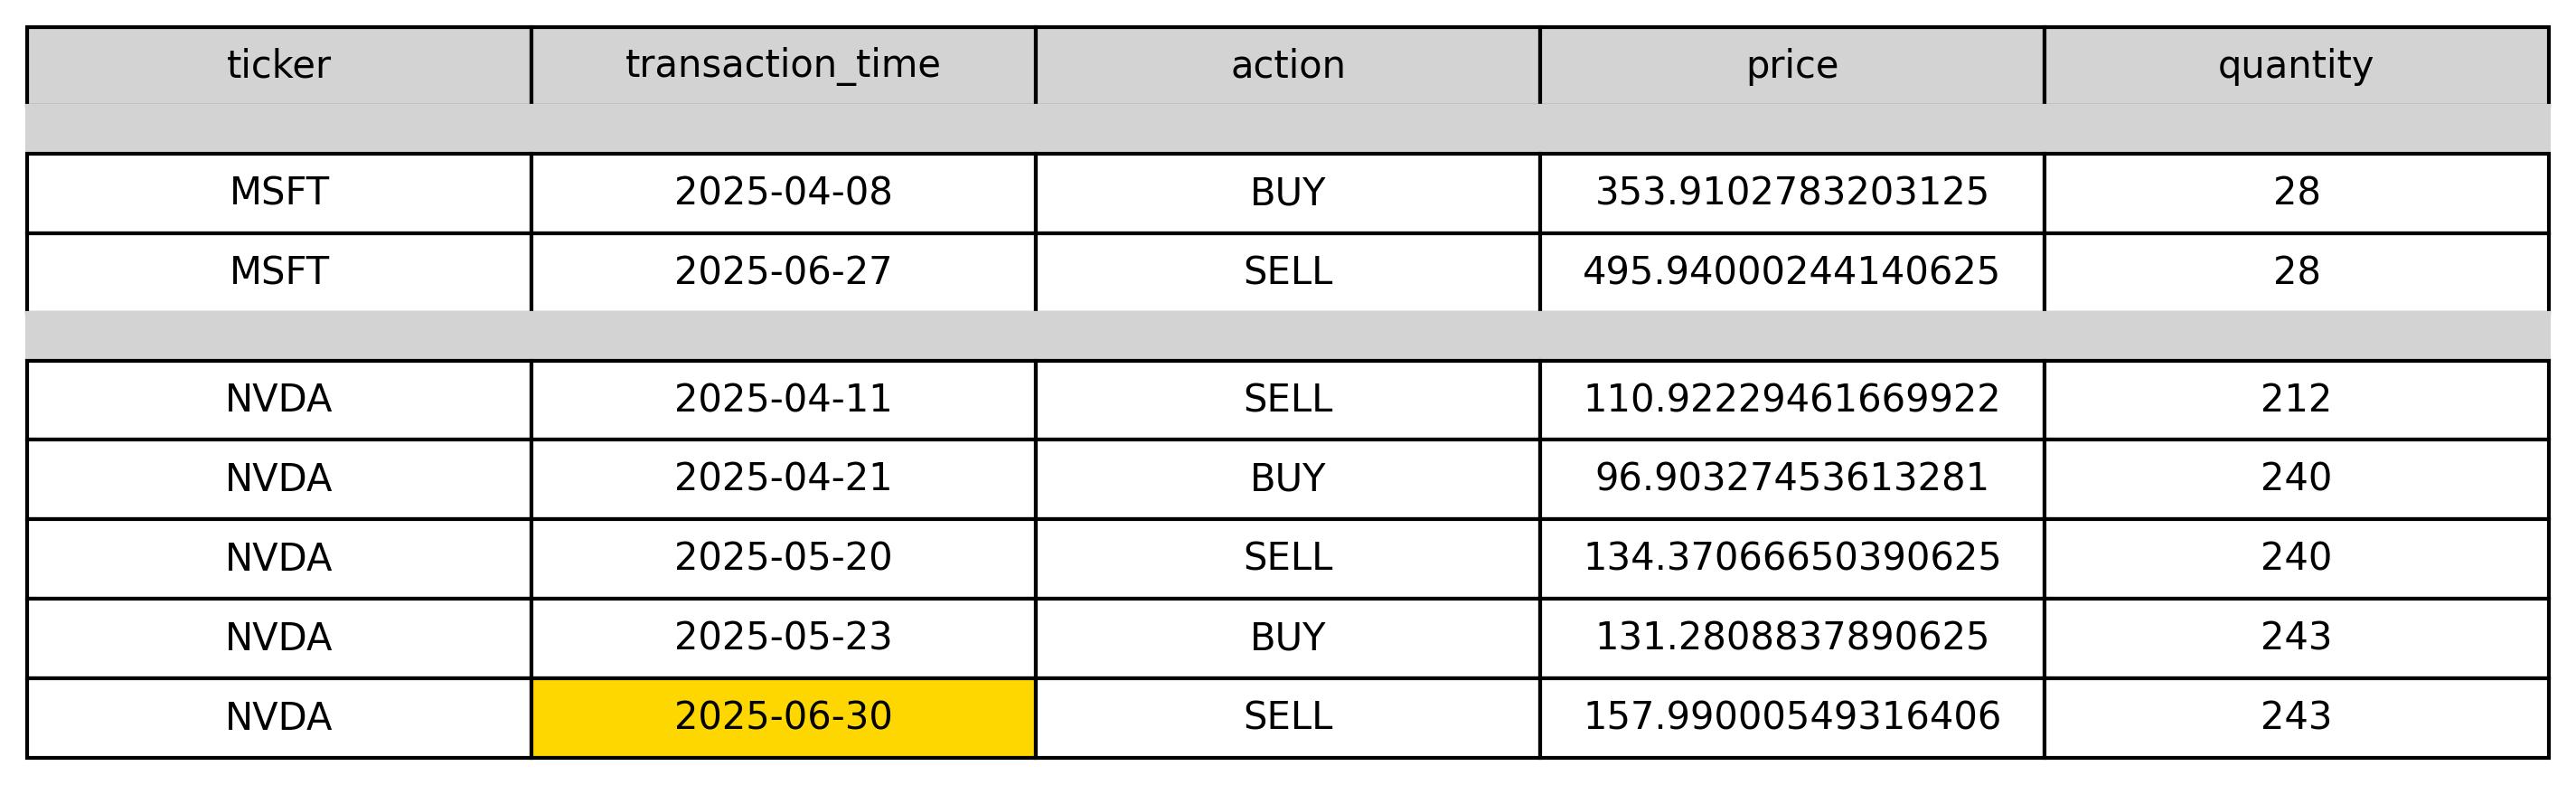 ticker transaction_time action price quantity
MSFT 2025-04-08 BUY 353.9102783203125 28
MSFT 2025-06-27 SELL 495.94000244140625 28
NVDA 2025-04-11 SELL 110.92229461669922 212
NVDA 2025-04-21 BUY 96.90327453613281 240
NVDA 2025-05-20 SELL 134.37066650390625 240
NVDA 2025-05-23 BUY 131.2808837890625 243
NVDA 2025-06-30 SELL 157.99000549316406 243